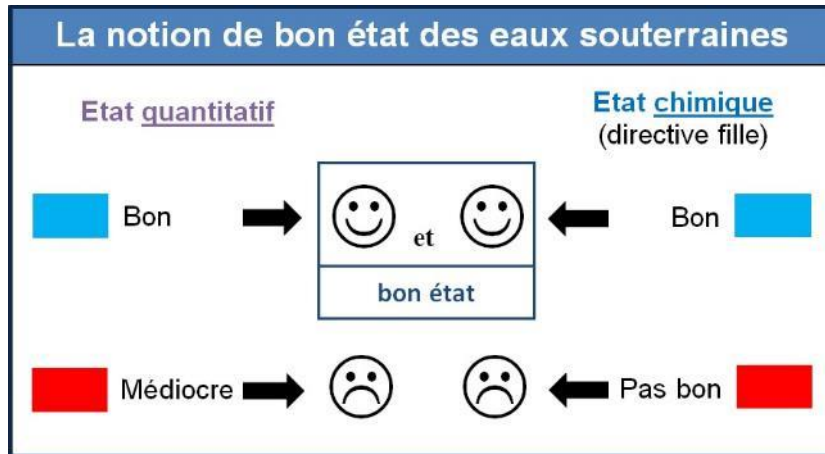 La notion de bon état des eaux souterraines
Etat quantitatif
Etat chimique
(directive fille)
Bon
et
Bon
bon état
Médiocre
Pas bon